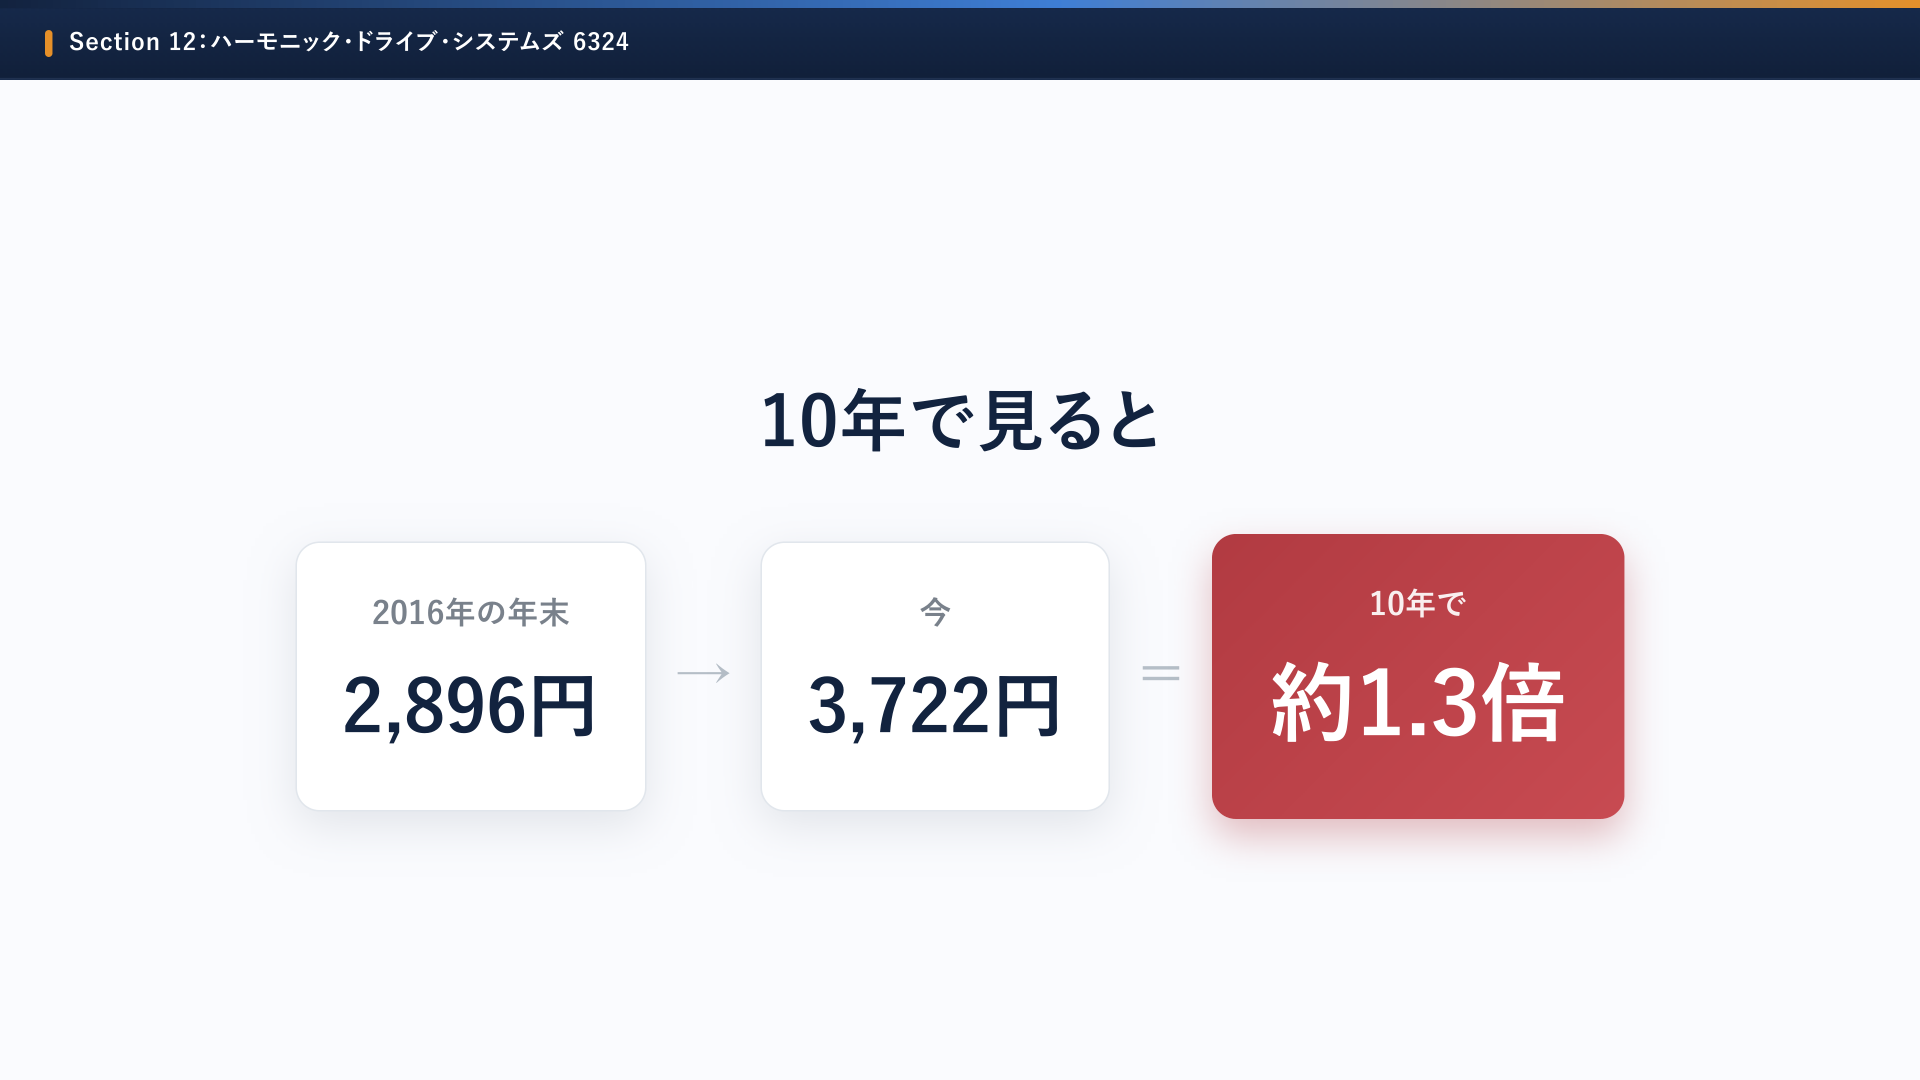 Section 12：ハーモニック・ドライブ・システムズ 6324
10年で見ると
2016年の年末
2,896円
→
今
3,722円
＝
10年で
約1.3倍